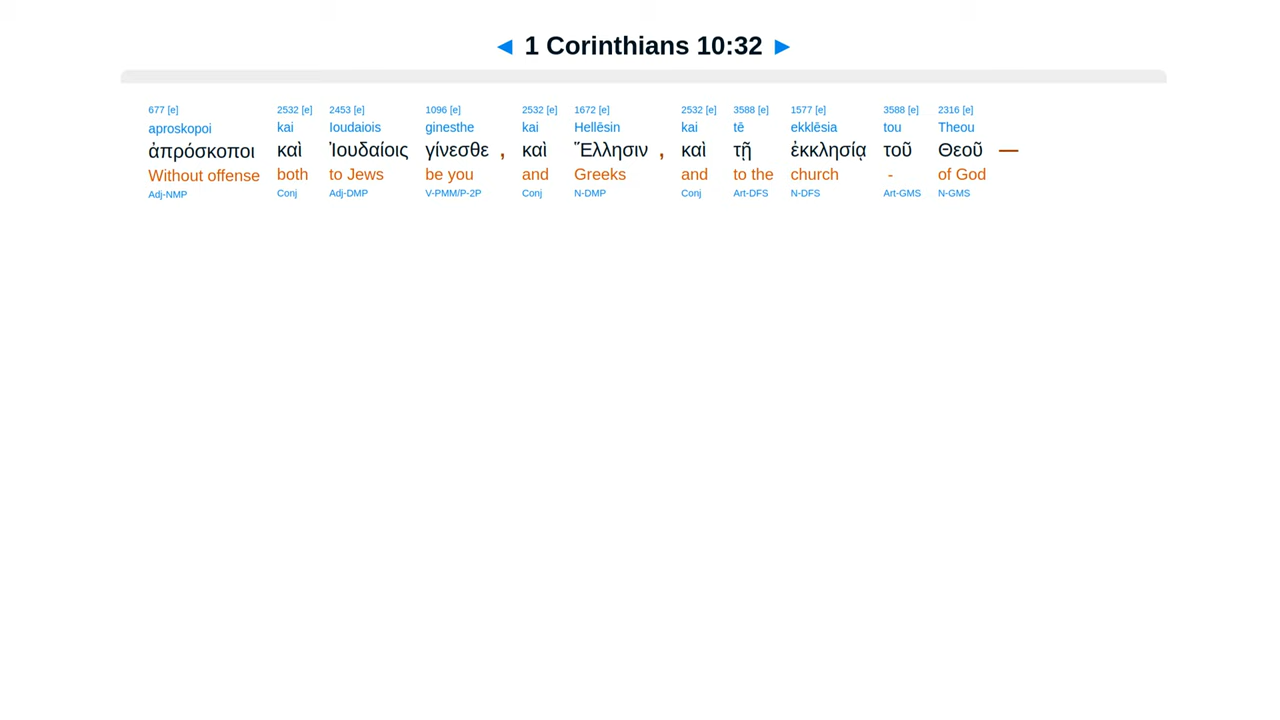 ◄ 1 Corinthians 10:32 ►
677 [e] 2532 [e] 2453 [e] 1096 [e] 2532 [e] 1672 [e] 2532 [e] 3588 [e] 1577 [e] 3588 [e] 2316 [e]
aproskopoi kai Ioudaiois ginesthe kai Hellēsin kai tē ekklēsia tou Theou
ἀπρόσκοποι καὶ Ἰουδαίοις γίνεσθε , καὶ Ἕλλησιν , καὶ τῇ ἐκκλησίᾳ τοῦ Θεοῦ —
Without offense both to Jews be you and Greeks and to the church - of God
Adj-NMP Conj Adj-DMP V-PMM/P-2P Conj N-DMP Conj Art-DFS N-DFS Art-GMS N-GMS